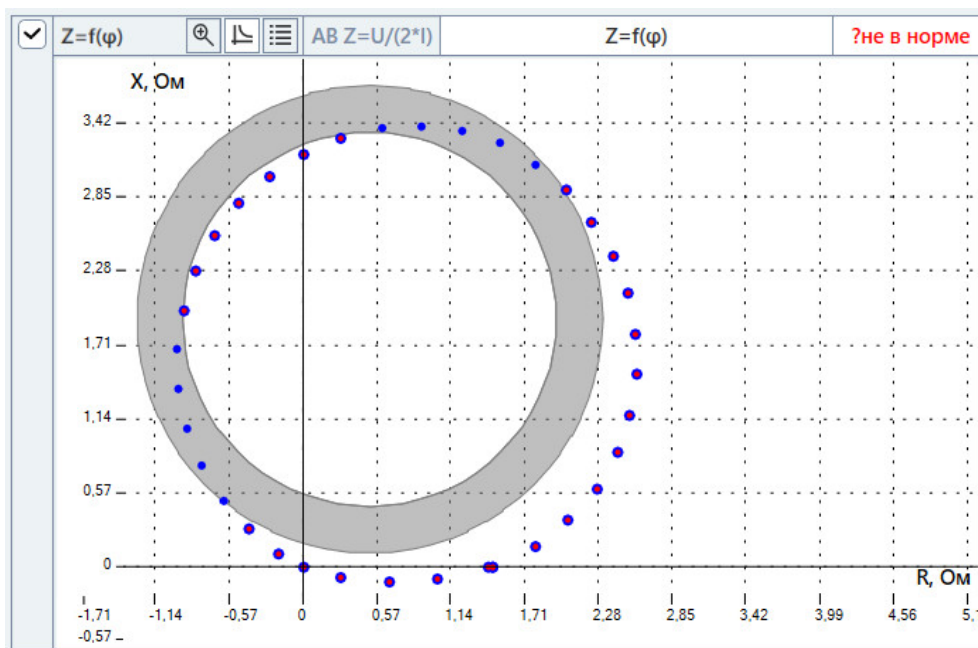 Z=f(φ) AB Z=U/(2*I) Z=f(φ) ?не в норме
X, Ом
3,42
2,85
2,28
1,71
1,14
0,57
0
R, Ом
-1,71 -1,14 -0,57 0 0,57 1,14 1,71 2,28 2,85 3,42 3,99 4,56 5,1
-0,57